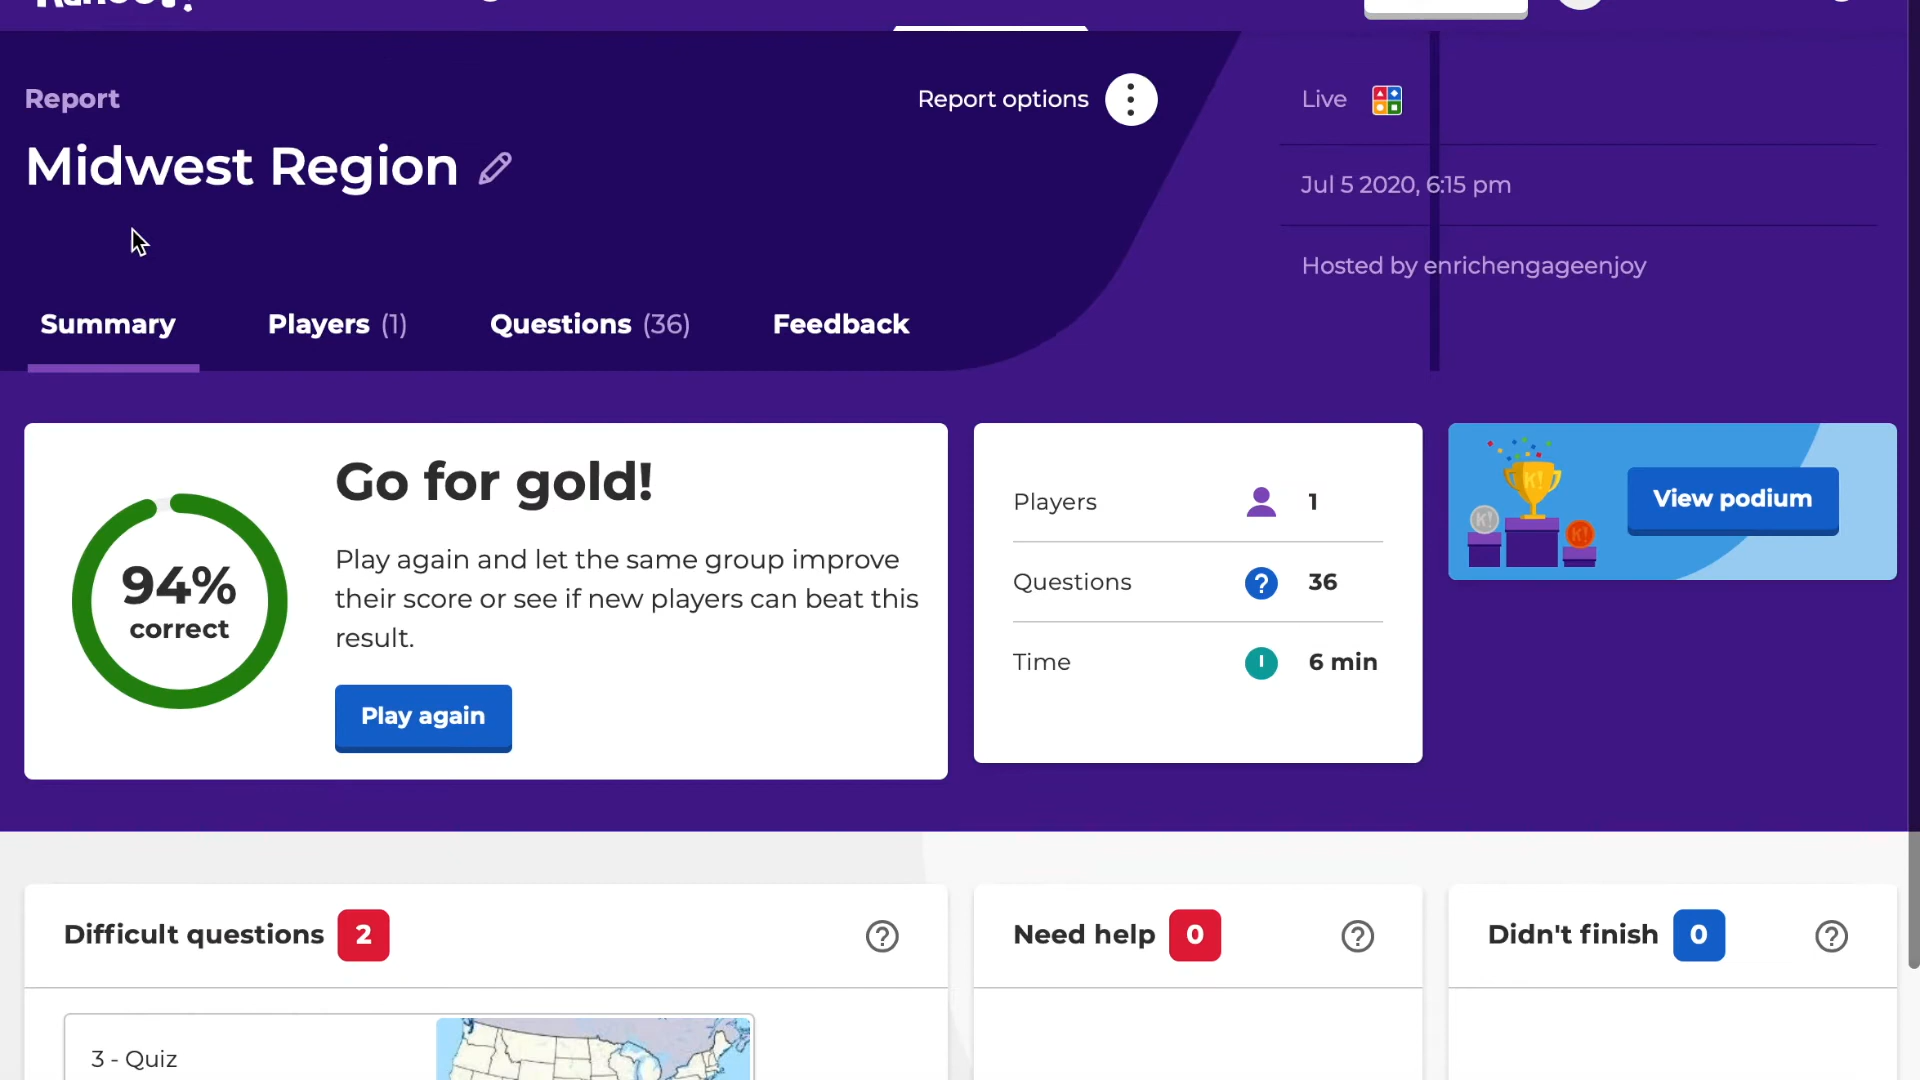 Report
Report options
Live
Midwest Region
Jul 5 2020, 6:15 pm
Hosted by enrichengageenjoy
Summary
Players (1)
Questions (36)
Feedback
Go for gold!
94%
correct
Play again and let the same group improve
their score or see if new players can beat this
result.
Play again
Players 1
Questions 36
Time 6 min
K!
K!
K!
View podium
Difficult questions 2
Need help 0
Didn't finish 0
3 - Quiz